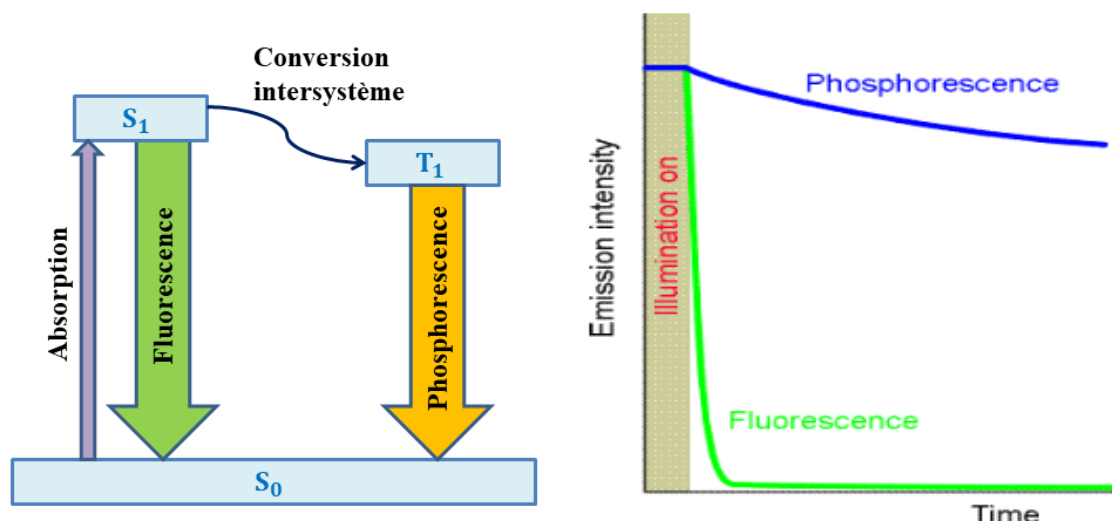 Conversion
intersystème
S₁
T₁
Absorption
Fluorescence
Phosphorescence
S₀
Emission intensity
Illumination on
Phosphorescence
Fluorescence
Time